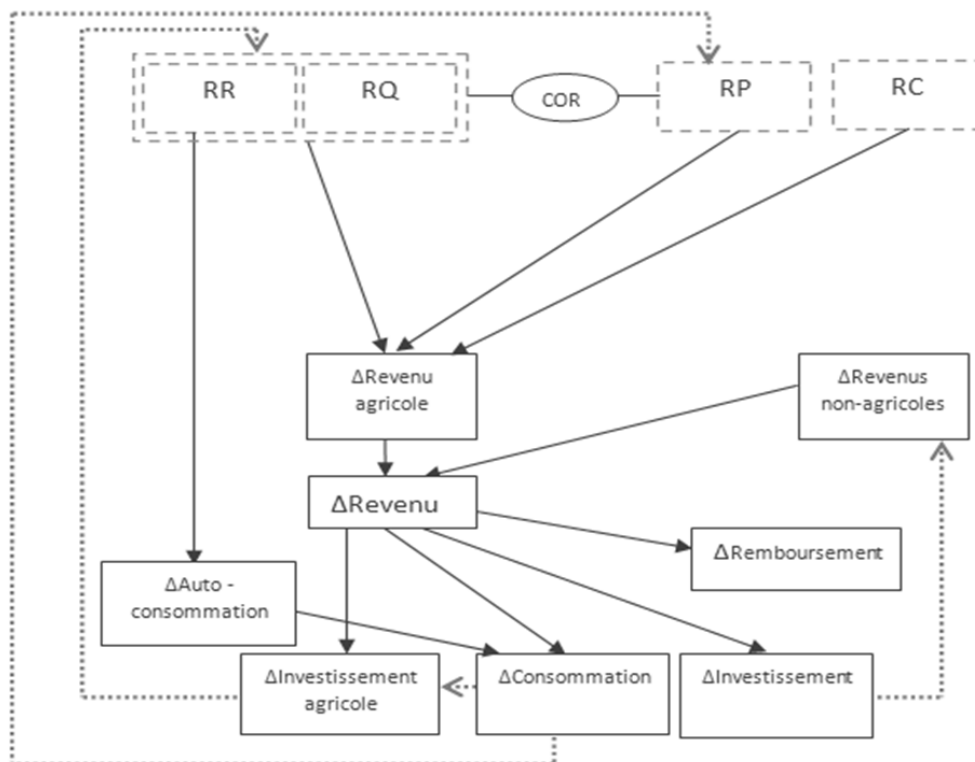 RR
RQ
COR
RP
RC
ΔRevenu
agricole
ΔRevenus
non-agricoles
ΔRevenu
ΔRemboursement
ΔAuto -
consommation
ΔInvestissement
agricole
ΔConsommation
ΔInvestissement